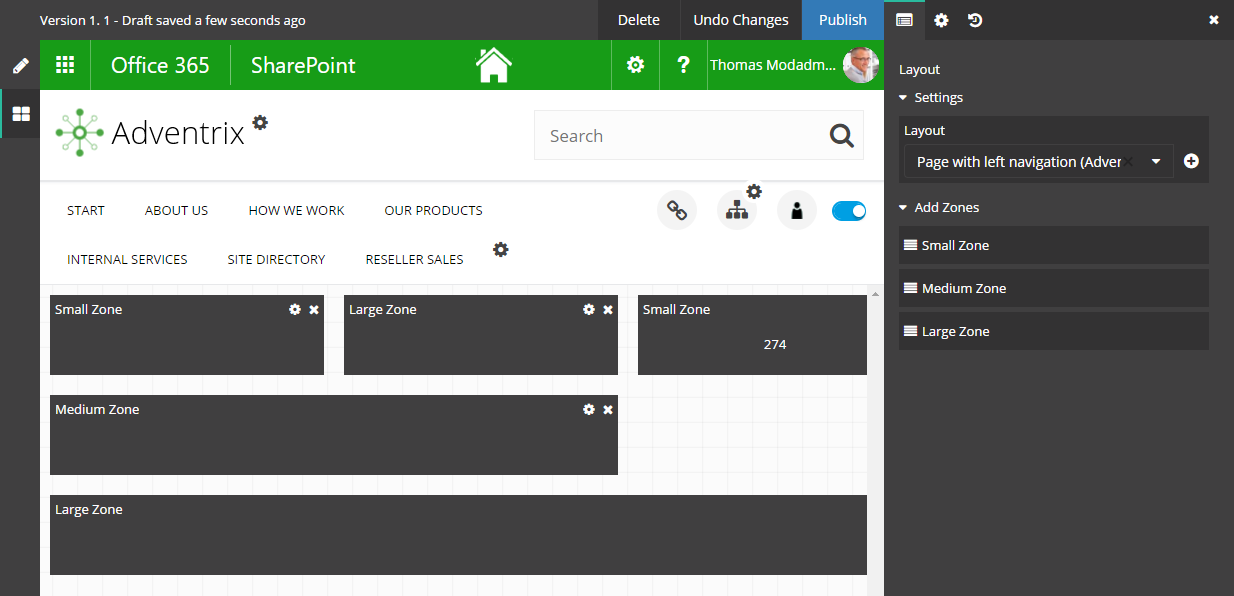 Version 1. 1 - Draft saved a few seconds ago
Delete
Undo Changes
Publish
Office 365
SharePoint
?
Thomas Modadm...
Adventrix
Search
START
ABOUT US
HOW WE WORK
OUR PRODUCTS
INTERNAL SERVICES
SITE DIRECTORY
RESELLER SALES
Small Zone
Large Zone
Small Zone
274
Medium Zone
Large Zone
Layout
Settings
Layout
Page with left navigation (Adver
Add Zones
Small Zone
Medium Zone
Large Zone